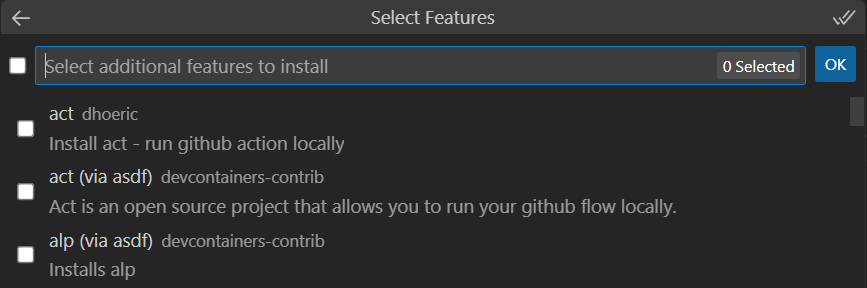 Select Features
Select additional features to install 0 Selected OK
act dhoeric
Install act - run github action locally
act (via asdf) devcontainers-contrib
Act is an open source project that allows you to run your github flow locally.
alp (via asdf) devcontainers-contrib
Installs alp